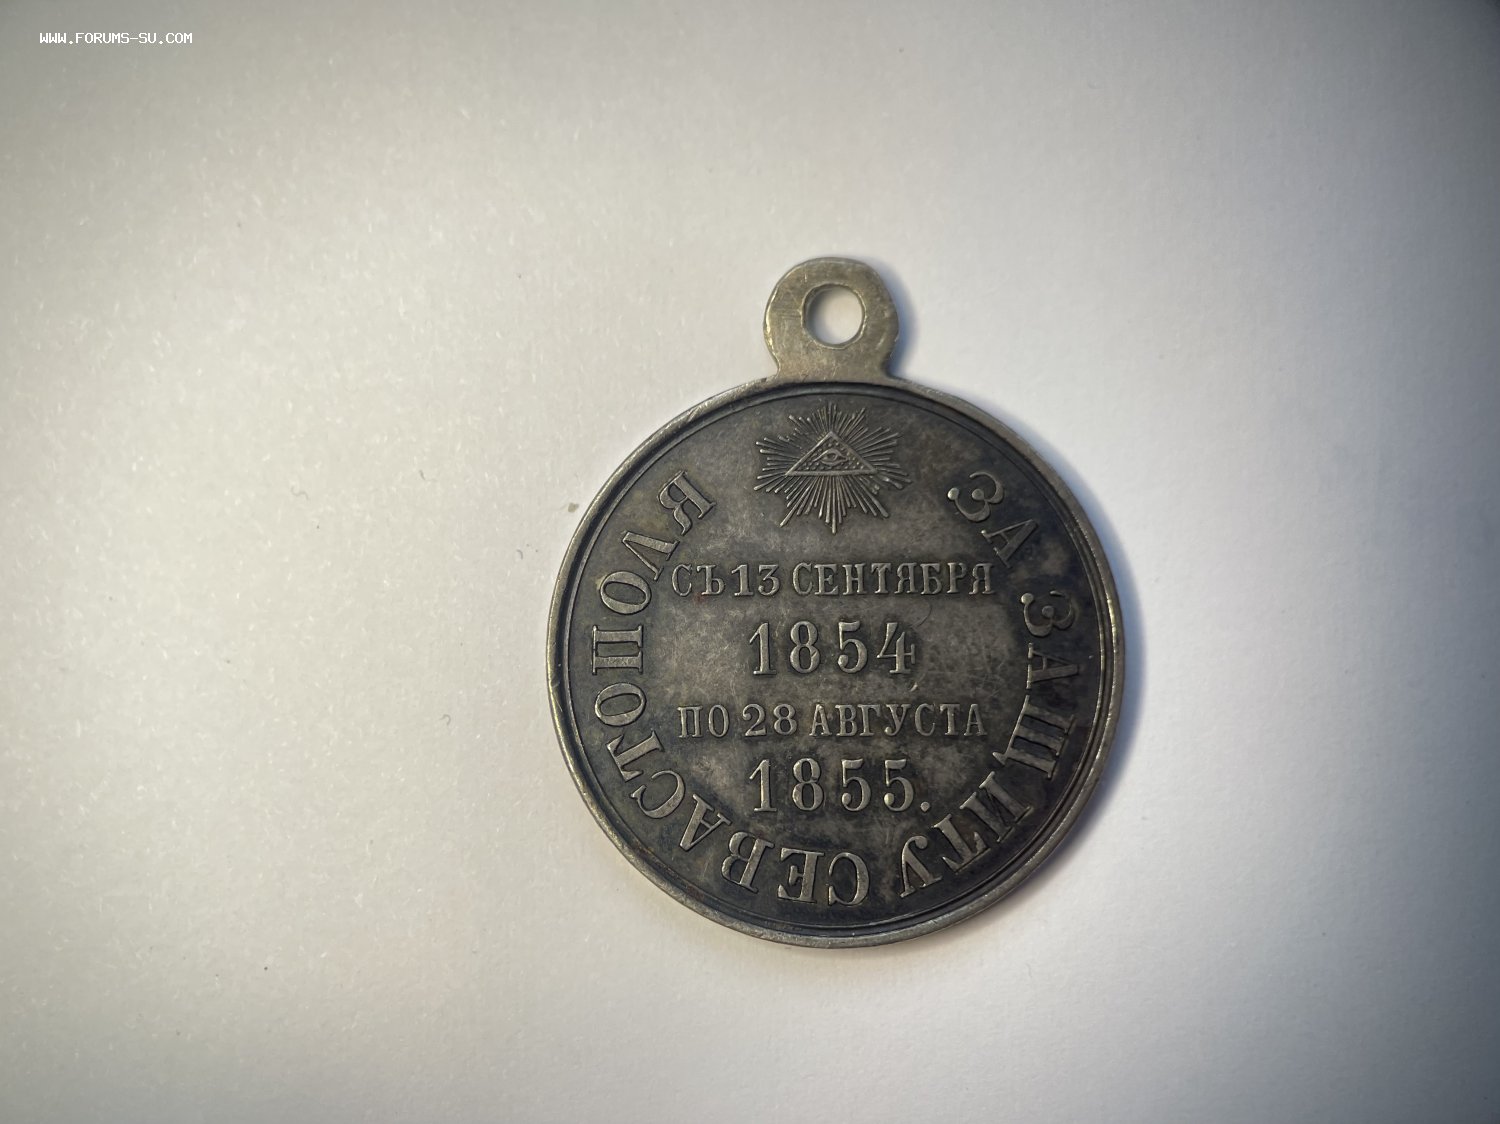 WWW.FORUMS-SU.COM
ЗА ЗАЩИТУ СЕВАСТОПОЛЯ
СЪ 13 СЕНТЯБРЯ
1854
ПО 28 АВГУСТА
1855.